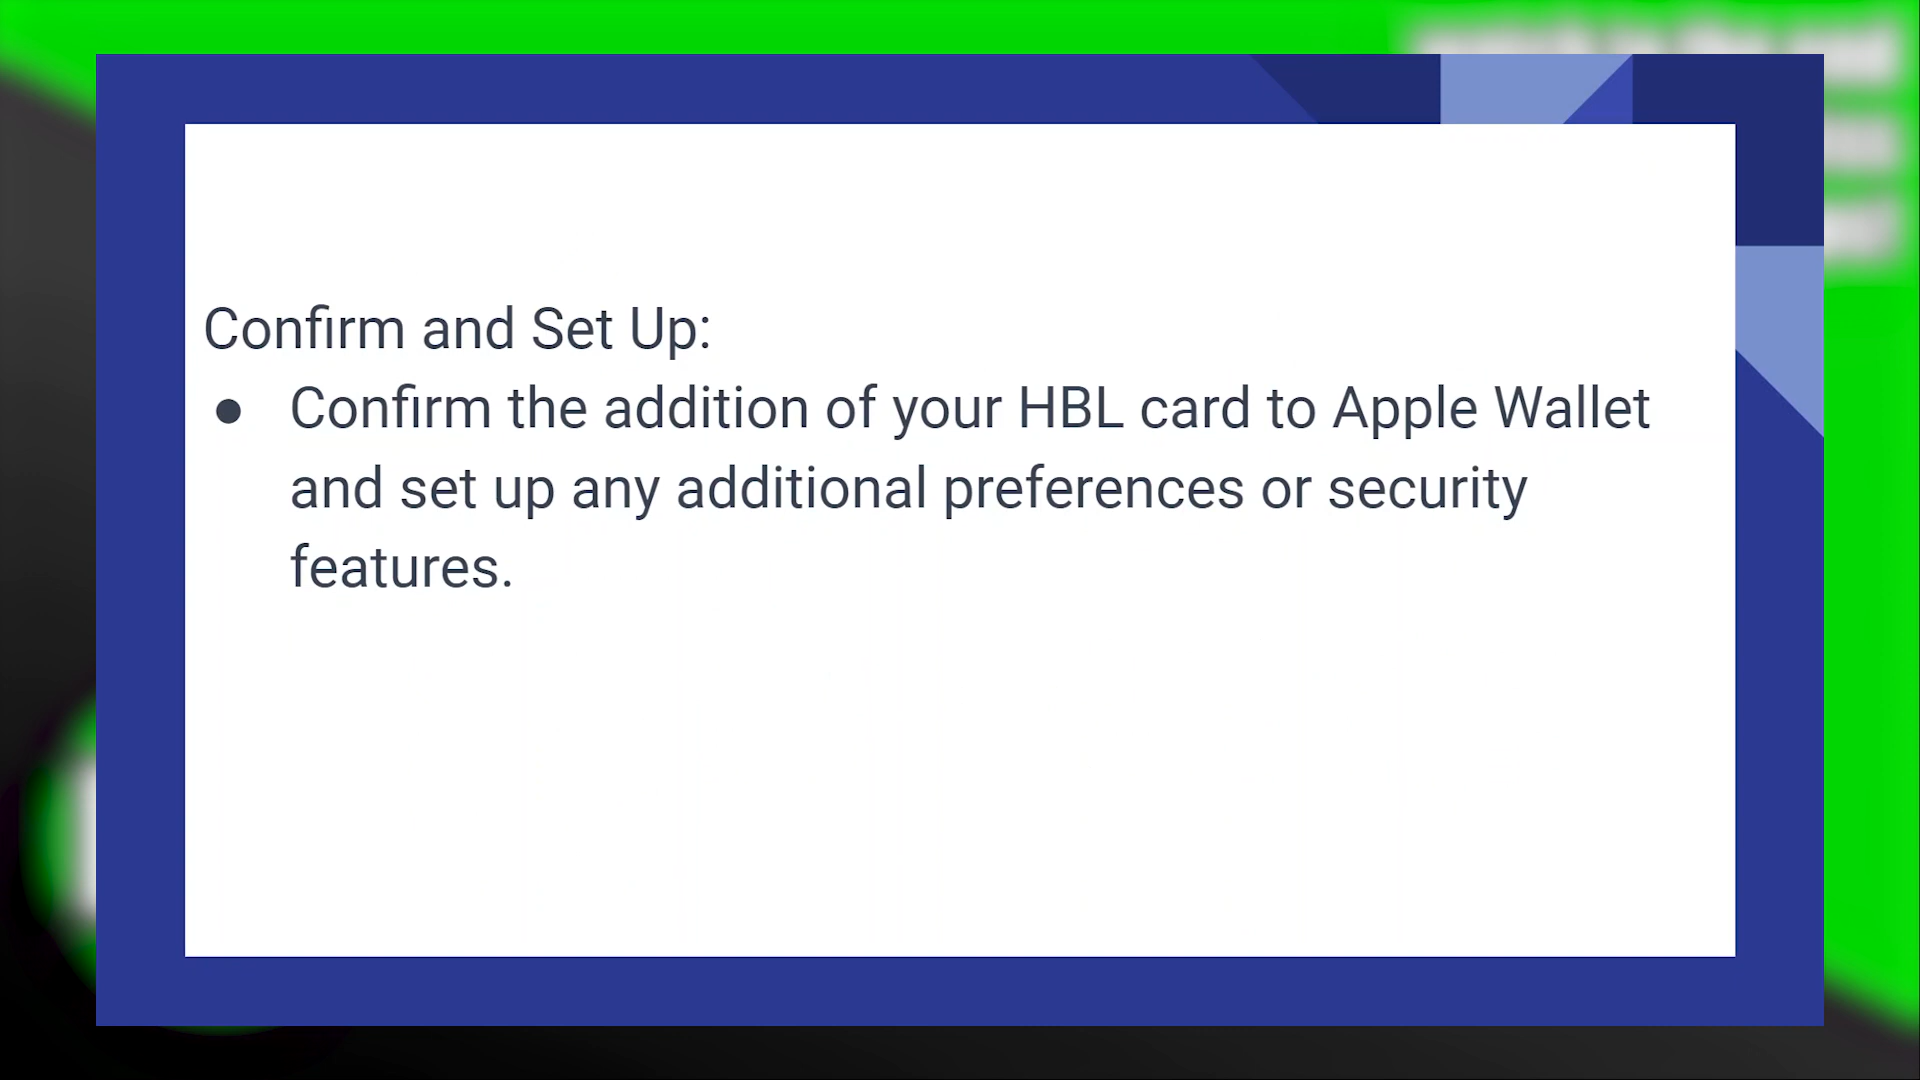 Confirm and Set Up:
● Confirm the addition of your HBL card to Apple Wallet
and set up any additional preferences or security
features.